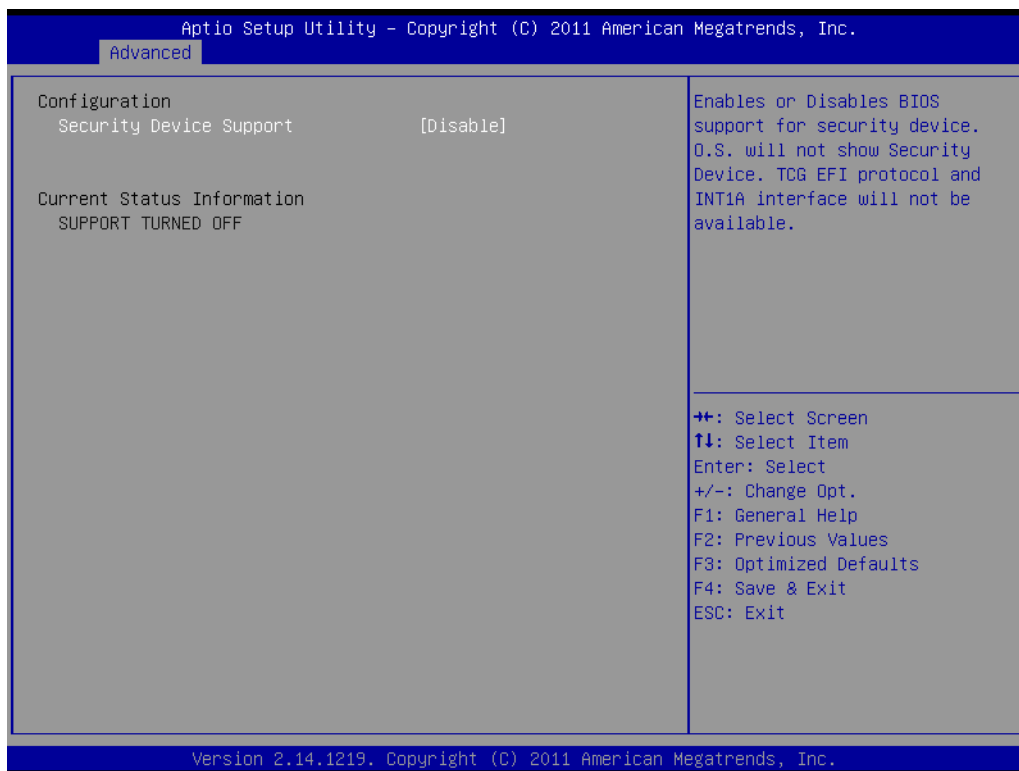 Aptio Setup Utility – Copyright (C) 2011 American Megatrends, Inc.
Advanced
Configuration
Security Device Support [Disable]
Current Status Information
SUPPORT TURNED OFF
Enables or Disables BIOS
support for security device.
O.S. will not show Security
Device. TCG EFI protocol and
INT1A interface will not be
available.
→←: Select Screen
↑↓: Select Item
Enter: Select
+/-: Change Opt.
F1: General Help
F2: Previous Values
F3: Optimized Defaults
F4: Save & Exit
ESC: Exit
Version 2.14.1219. Copyright (C) 2011 American Megatrends, Inc.